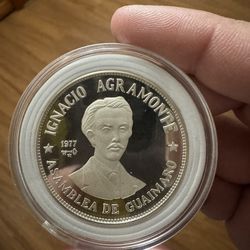 IGNACIO AGRAMONTE
1977
ASAMBLEA DE GUAIMARO